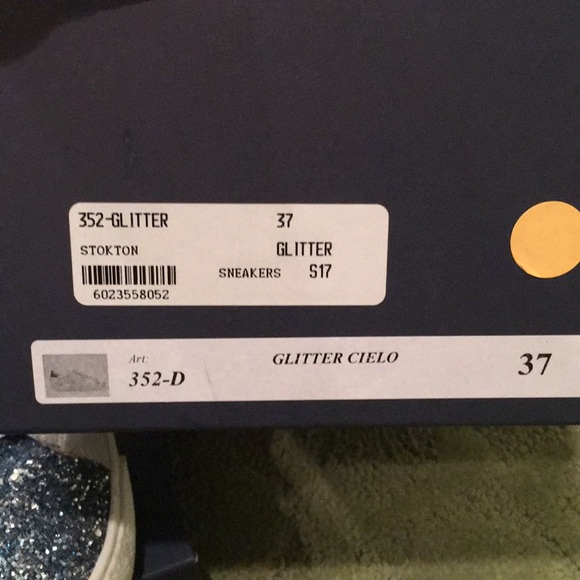 352-GLITTER 37
STOKTON GLITTER
SNEAKERS S17
6023558052
Art:
352-D GLITTER CIELO 37